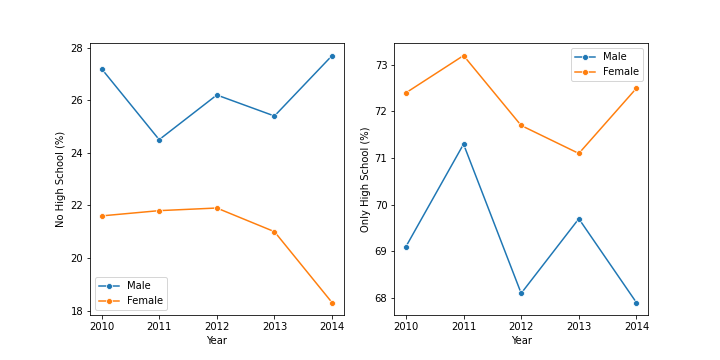 28
26
24
22
20
18
No High School (%)
Male
Female
2010 2011 2012 2013 2014
Year
73
72
71
70
69
68
Only High School (%)
Male
Female
2010 2011 2012 2013 2014
Year